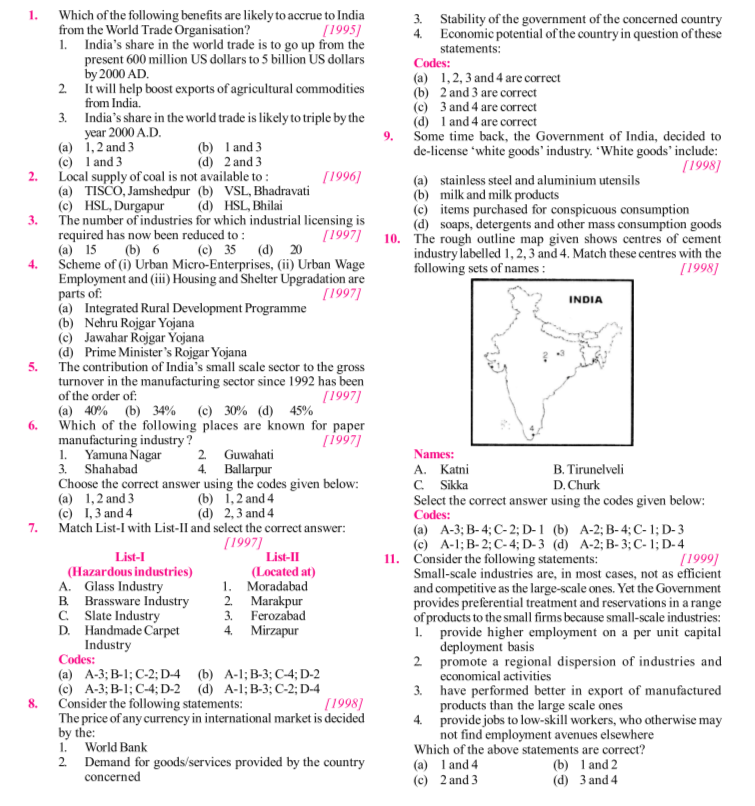 1. Which of the following benefits are likely to accrue to India
from the World Trade Organisation? [1995]
1. India's share in the world trade is to go up from the
present 600 million US dollars to 5 billion US dollars
by 2000 AD.
2. It will help boost exports of agricultural commodities
from India.
3. India's share in the world trade is likely to triple by the
year 2000 A.D.
(a) 1, 2 and 3 (b) 1 and 3
(c) 1 and 3 (d) 2 and 3
2. Local supply of coal is not available to : [1996]
(a) TISCO, Jamshedpur (b) VSL, Bhadravati
(c) HSL, Durgapur (d) HSL, Bhilai
3. The number of industries for which industrial licensing is
required has now been reduced to : [1997]
(a) 15 (b) 6 (c) 35 (d) 20
4. Scheme of (i) Urban Micro-Enterprises, (ii) Urban Wage
Employment and (iii) Housing and Shelter Upgradation are
parts of: [1997]
(a) Integrated Rural Development Programme
(b) Nehru Rojgar Yojana
(c) Jawahar Rojgar Yojana
(d) Prime Minister's Rojgar Yojana
5. The contribution of India's small scale sector to the gross
turnover in the manufacturing sector since 1992 has been
of the order of: [1997]
(a) 40% (b) 34% (c) 30% (d) 45%
6. Which of the following places are known for paper
manufacturing industry ? [1997]
1. Yamuna Nagar 2. Guwahati
3. Shahabad 4. Ballarpur
Choose the correct answer using the codes given below:
(a) 1, 2 and 3 (b) 1, 2 and 4
(c) I, 3 and 4 (d) 2, 3 and 4
7. Match List-I with List-II and select the correct answer:
[1997]
List-I List-II
(Hazardous industries) (Located at)
A. Glass Industry 1. Moradabad
B. Brassware Industry 2. Marakpur
C. Slate Industry 3. Ferozabad
D. Handmade Carpet 4. Mirzapur
Industry
Codes:
(a) A-3; B-1; C-2; D-4 (b) A-1; B-3; C-4; D-2
(c) A-3; B-1; C-4; D-2 (d) A-1; B-3; C-2; D-4
8. Consider the following statements: [1998]
The price of any currency in international market is decided
by the:
1. World Bank
2. Demand for goods/services provided by the country
concerned
3. Stability of the government of the concerned country
4. Economic potential of the country in question of these
statements:
Codes:
(a) 1, 2, 3 and 4 are correct
(b) 2 and 3 are correct
(c) 3 and 4 are correct
(d) 1 and 4 are correct
9. Some time back, the Government of India, decided to
de-license 'white goods' industry. 'White goods' include:
[1998]
(a) stainless steel and aluminium utensils
(b) milk and milk products
(c) items purchased for conspicuous consumption
(d) soaps, detergents and other mass consumption goods
10. The rough outline map given shows centres of cement
industry labelled 1, 2, 3 and 4. Match these centres with the
following sets of names : [1998]
INDIA
2 3
1
4
Names:
A. Katni B. Tirunelveli
C. Sikka D. Churk
Select the correct answer using the codes given below:
Codes:
(a) A-3; B- 4; C- 2; D- 1 (b) A-2; B- 4; C- 1; D- 3
(c) A-1; B- 2; C- 4; D- 3 (d) A-2; B- 3; C- 1; D- 4
11. Consider the following statements: [1999]
Small-scale industries are, in most cases, not as efficient
and competitive as the large-scale ones. Yet the Government
provides preferential treatment and reservations in a range
of products to the small firms because small-scale industries:
1. provide higher employment on a per unit capital
deployment basis
2. promote a regional dispersion of industries and
economical activities
3. have performed better in export of manufactured
products than the large scale ones
4. provide jobs to low-skill workers, who otherwise may
not find employment avenues elsewhere
Which of the above statements are correct?
(a) 1 and 4 (b) 1 and 2
(c) 2 and 3 (d) 3 and 4